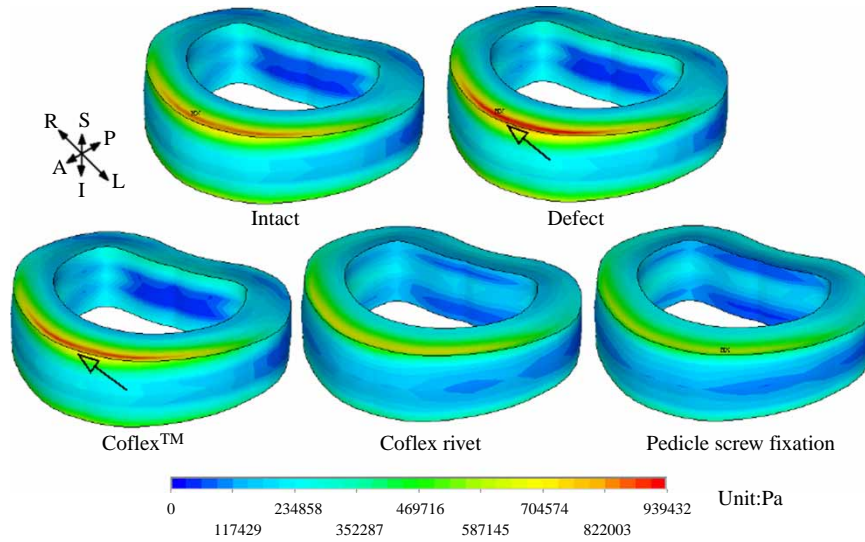 R S P
A I L
Intact Defect
Coflex™ Coflex rivet Pedicle screw fixation
0 234858 469716 704574 939432 Unit:Pa
117429 352287 587145 822003